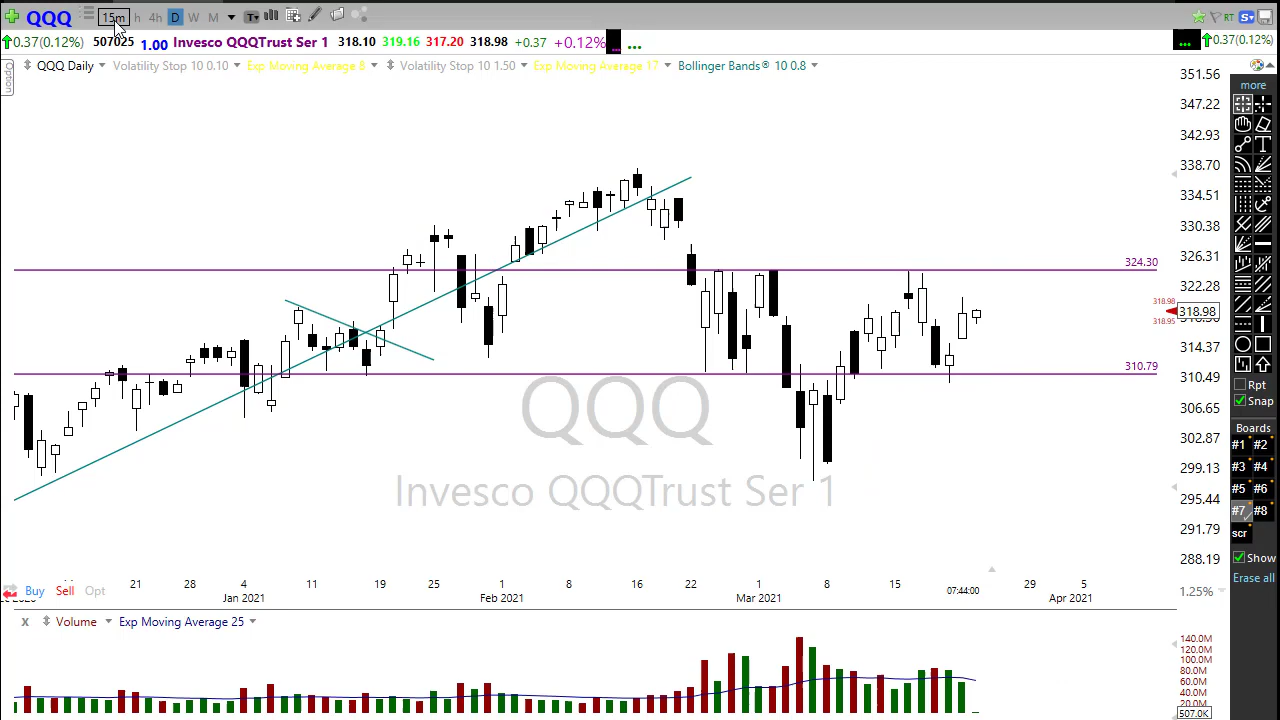 QQQ 15m h 4h D W M T S
RT
0.37(0.12%) 507025 1.00 Invesco QQQTrust Ser 1 318.10 319.16 317.20 318.98 +0.37 +0.12% ... ... ... 0.37(0.12%)
Option
QQQ Daily Volatility Stop 10 0.10 Exp Moving Average 8 Volatility Stop 10 1.50 Exp Moving Average 17 Bollinger Bands® 10 0.8
351.56
347.22
342.93
338.70
334.51
330.38
326.31
324.30
322.28
318.98
318.98
318.95
314.37
310.79
310.49
306.65
302.87
299.13
295.44
291.79
288.19
QQQ
Invesco QQQTrust Ser 1
more
T
Rpt
Snap
Boards
#1 #2
#3 #4
#5 #6
#7 #8
scr
Show
Erase all
21 28 4 11 19 25 1 8 16 22 1 8 15 29 5
Buy Sell Opt
Jan 2021 Feb 2021 Mar 2021 07:44:00 Apr 2021
1.25%
x Volume Exp Moving Average 25
140.0M
120.0M
100.0M
80.0M
60.0M
40.0M
20.0M
507.0K